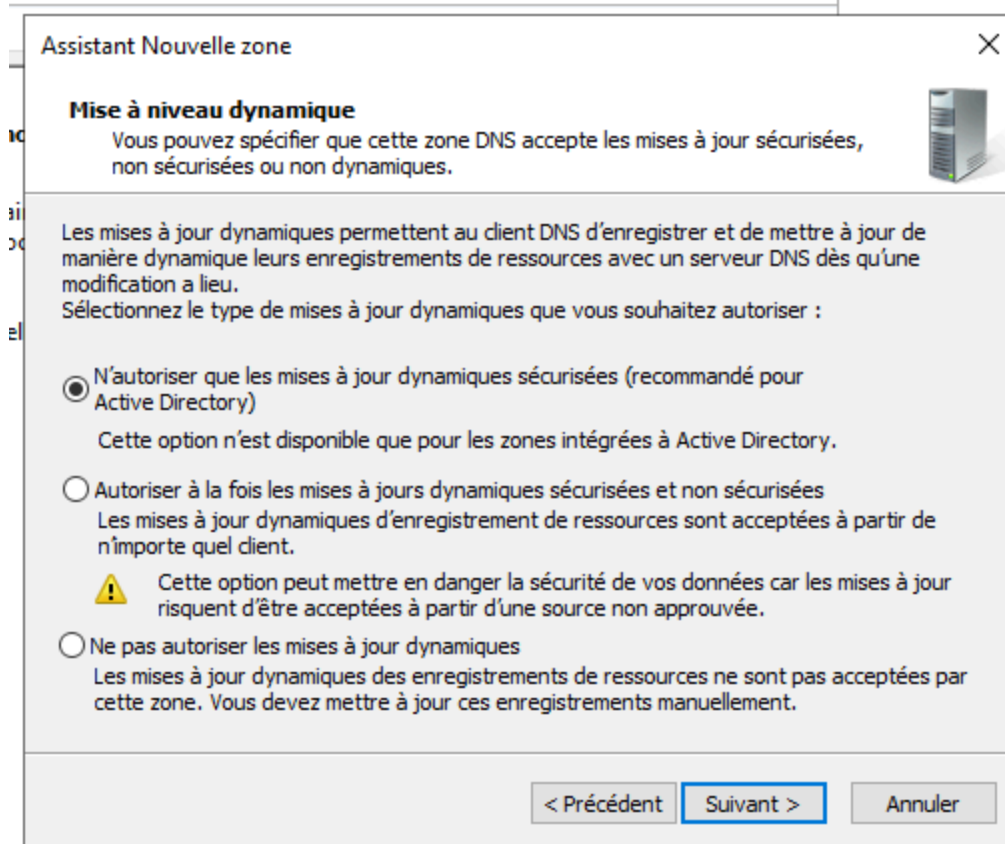 Assistant Nouvelle zone
Mise à niveau dynamique
Vous pouvez spécifier que cette zone DNS accepte les mises à jour sécurisées,
non sécurisées ou non dynamiques.
Les mises à jour dynamiques permettent au client DNS d'enregistrer et de mettre à jour de
manière dynamique leurs enregistrements de ressources avec un serveur DNS dès qu'une
modification a lieu.
Sélectionnez le type de mises à jour dynamiques que vous souhaitez autoriser :
N'autoriser que les mises à jour dynamiques sécurisées (recommandé pour
Active Directory)
Cette option n'est disponible que pour les zones intégrées à Active Directory.
Autoriser à la fois les mises à jours dynamiques sécurisées et non sécurisées
Les mises à jour dynamiques d'enregistrement de ressources sont acceptées à partir de
n'importe quel client.
Cette option peut mettre en danger la sécurité de vos données car les mises à jour
risquent d'être acceptées à partir d'une source non approuvée.
Ne pas autoriser les mises à jour dynamiques
Les mises à jour dynamiques des enregistrements de ressources ne sont pas acceptées par
cette zone. Vous devez mettre à jour ces enregistrements manuellement.
< Précédent Suivant > Annuler